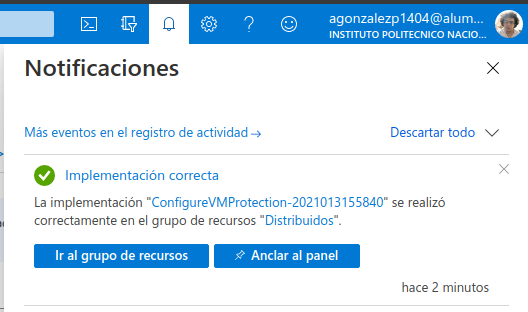 agonzalezp1404@alum...
INSTITUTO POLITECNICO NACIO...
Notificaciones
Más eventos en el registro de actividad →
Descartar todo
Implementación correcta
La implementación "ConfigureVMProtection-2021013155840" se realizó
correctamente en el grupo de recursos "Distribuidos".
Ir al grupo de recursos
Anclar al panel
hace 2 minutos